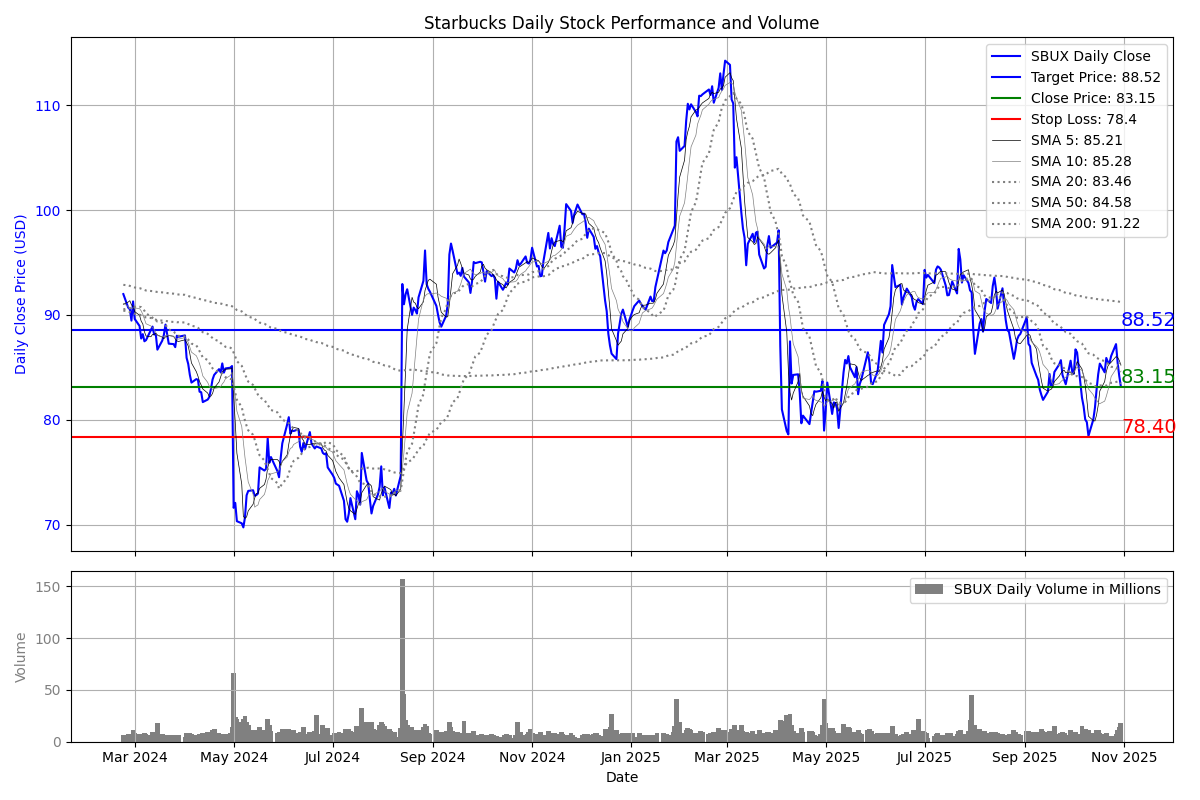 Starbucks Daily Stock Performance and Volume
SBUX Daily Close
Target Price: 88.52
Close Price: 83.15
Stop Loss: 78.4
SMA 5: 85.21
SMA 10: 85.28
SMA 20: 83.46
SMA 50: 84.58
SMA 200: 91.22
110
100
90
80
70
Daily Close Price (USD)
88.52
83.15
78.40
SBUX Daily Volume in Millions
150
100
50
0
Volume
Mar 2024
May 2024
Jul 2024
Sep 2024
Nov 2024
Jan 2025
Mar 2025
May 2025
Jul 2025
Sep 2025
Nov 2025
Date